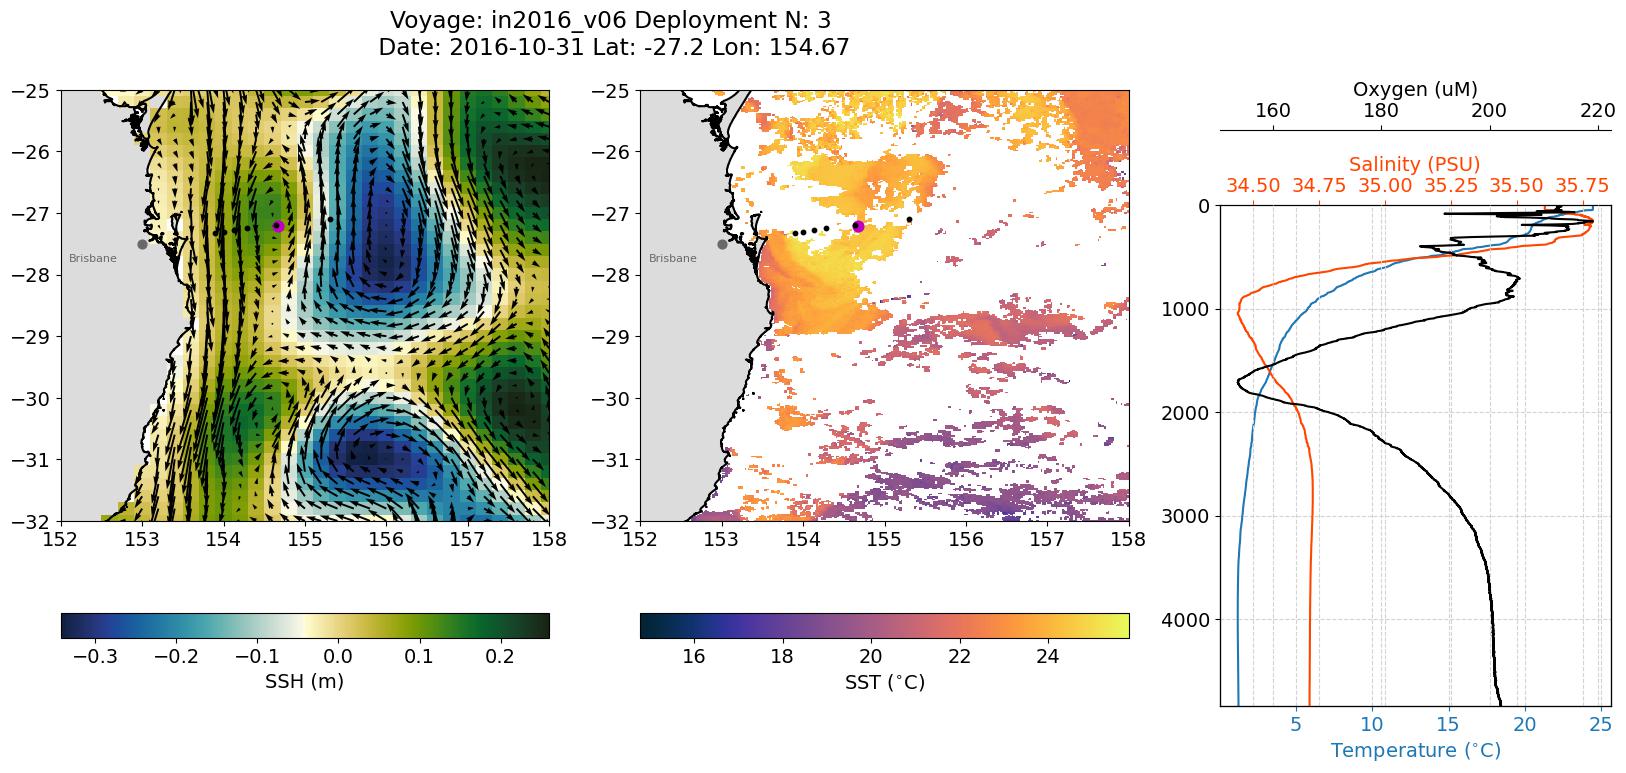 Voyage: in2016_v06 Deployment N: 3
Date: 2016-10-31 Lat: -27.2 Lon: 154.67
−25
−26
−27
−28
−29
−30
−31
−32
152 153 154 155 156 157 158
Brisbane
−0.3 −0.2 −0.1 0.0 0.1 0.2
SSH (m)
−25
−26
−27
−28
−29
−30
−31
−32
152 153 154 155 156 157 158
Brisbane
16 18 20 22 24
SST (°C)
Oxygen (uM)
160 180 200 220
Salinity (PSU)
34.50 34.75 35.00 35.25 35.50 35.75
0
1000
2000
3000
4000
5 10 15 20 25
Temperature (°C)